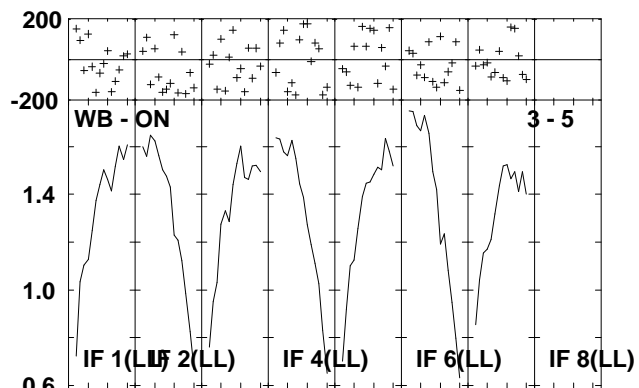 200
-200
WB - ON 3 - 5
1.4
1.0
IF 1(LL) IF 2(LL) IF 4(LL) IF 6(LL) IF 8(LL)
0.6